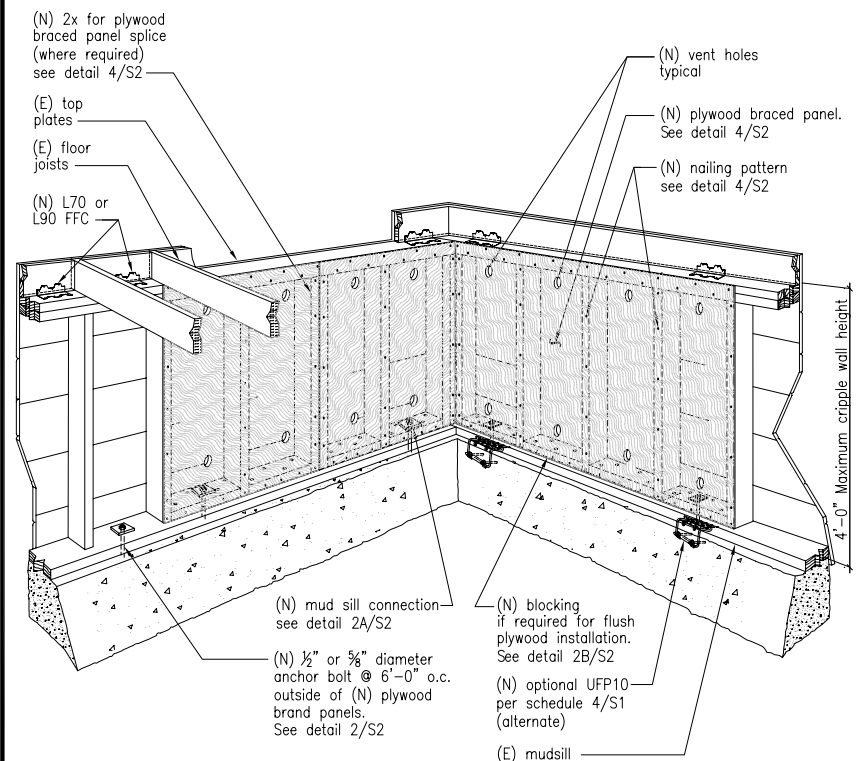 (N) 2x for plywood
braced panel splice
(where required)
see detail 4/S2
(E) top
plates
(E) floor
joists
(N) L70 or
L90 FFC
(N) vent holes
typical
(N) plywood braced panel.
See detail 4/S2
(N) nailing pattern
see detail 4/S2
4'-0" Maximum cripple wall height
(N) mud sill connection
see detail 2A/S2
(N) ½" or ⅝" diameter
anchor bolt @ 6'-0" o.c.
outside of (N) plywood
brand panels.
See detail 2/S2
(N) blocking
if required for flush
plywood installation.
See detail 2B/S2
(N) optional UFP10
per schedule 4/S1
(alternate)
(E) mudsill